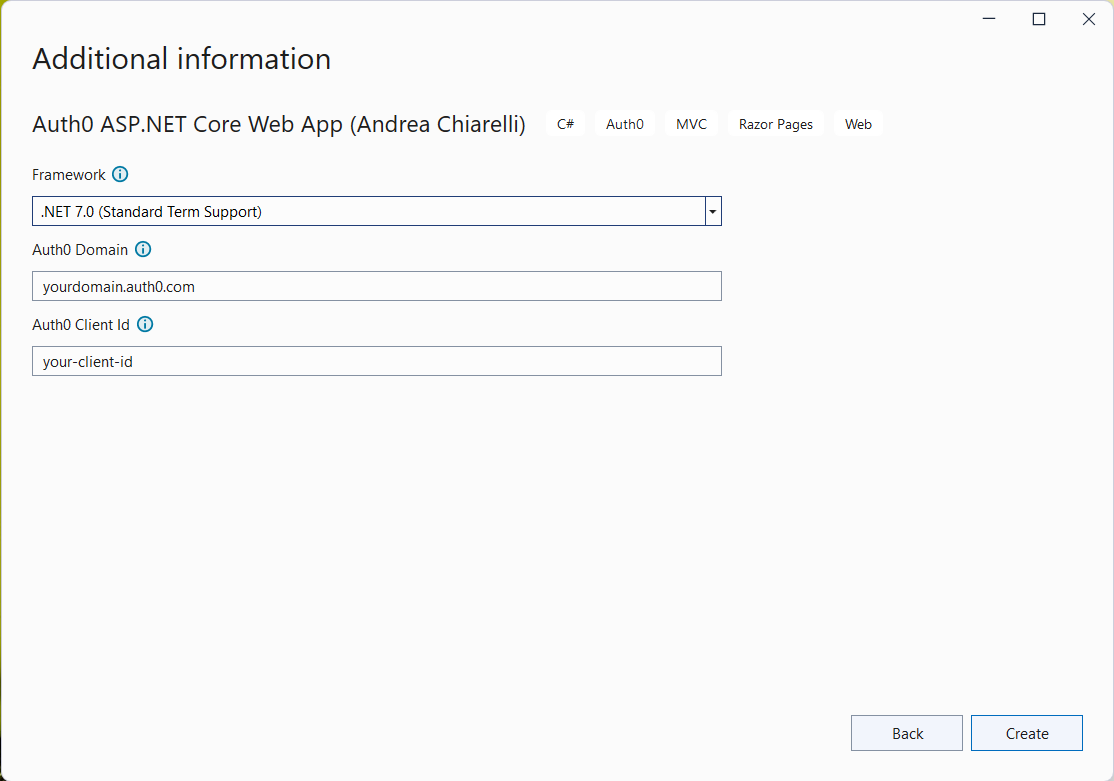 Additional information
Auth0 ASP.NET Core Web App (Andrea Chiarelli) C# Auth0 MVC Razor Pages Web
Framework
.NET 7.0 (Standard Term Support)
Auth0 Domain
yourdomain.auth0.com
Auth0 Client Id
your-client-id
Back Create